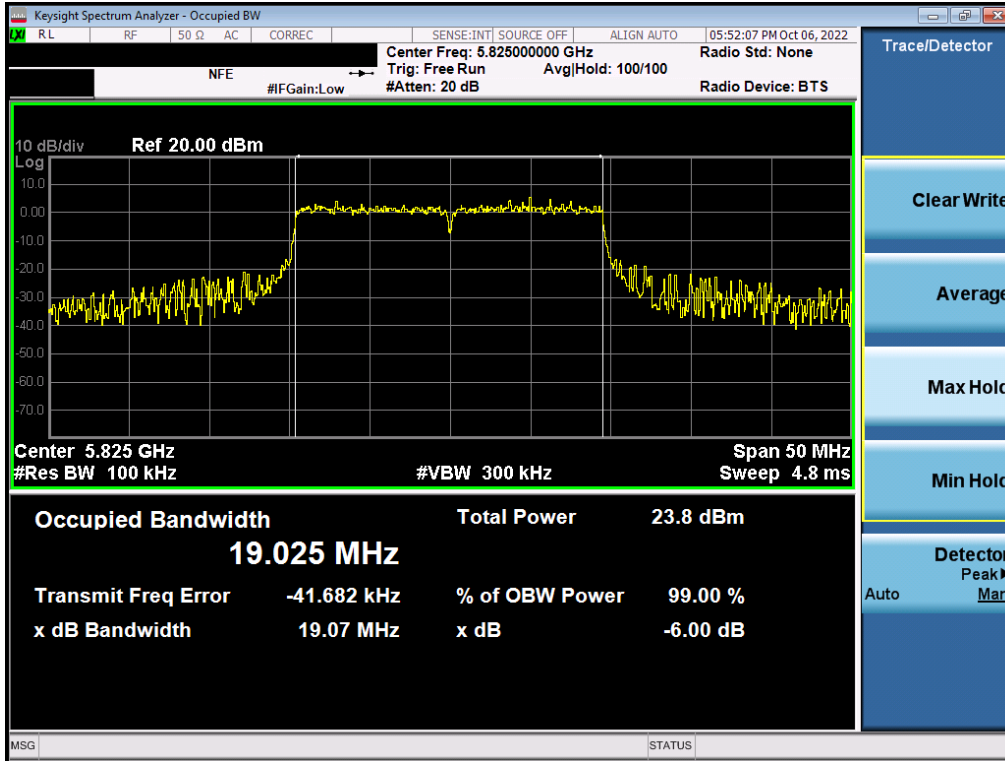 Keysight Spectrum Analyzer - Occupied BW
LXI RL RF 50 Ω AC CORREC SENSE:INT SOURCE OFF ALIGN AUTO 05:52:07 PM Oct 06, 2022
Center Freq: 5.825000000 GHz Radio Std: None
NFE Trig: Free Run Avg|Hold: 100/100
#IFGain:Low #Atten: 20 dB Radio Device: BTS
Trace/Detector
10 dB/div Ref 20.00 dBm
Log
10.0
0.00
-10.0
-20.0
-30.0
-40.0
-50.0
-60.0
-70.0
Center 5.825 GHz Span 50 MHz
#Res BW 100 kHz #VBW 300 kHz Sweep 4.8 ms
Occupied Bandwidth Total Power 23.8 dBm
19.025 MHz
Transmit Freq Error -41.682 kHz % of OBW Power 99.00 %
x dB Bandwidth 19.07 MHz x dB -6.00 dB
Clear Write
Average
Max Hold
Min Hold
Detector
Peak▶
Auto Man
MSG STATUS